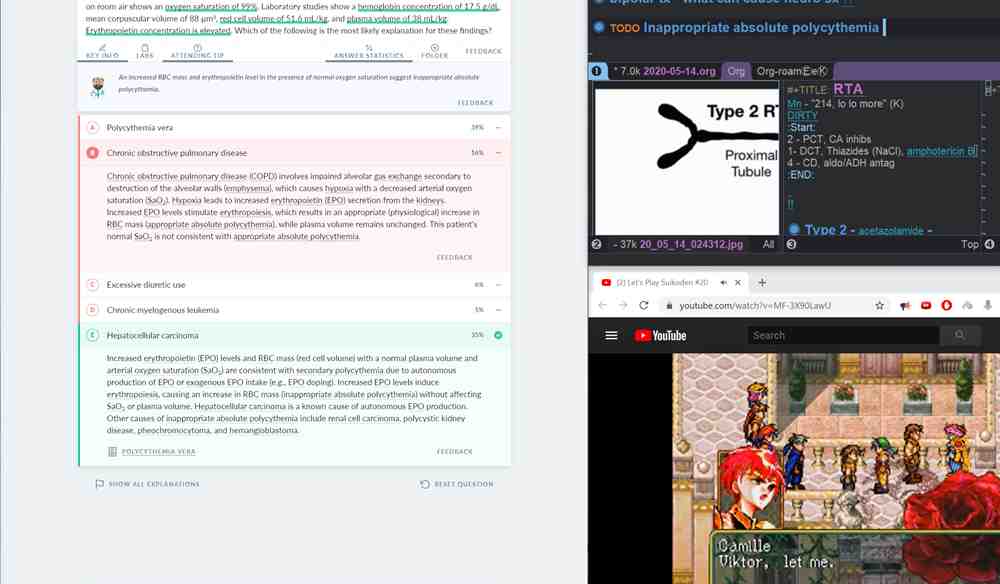 on room air shows an oxygen saturation of 99%. Laboratory studies show a hemoglobin concentration of 17.5 g/dL,
mean corpuscular volume of 88 μm³, red cell volume of 51.6 mL/kg, and plasma volume of 38 mL/kg.
Erythropoietin concentration is elevated. Which of the following is the most likely explanation for these findings?
KEY INFO
LABS
ATTENDING TIP
ANSWER STATISTICS
FOLDER
FEEDBACK
An increased RBC mass and erythropoietin level in the presence of normal oxygen saturation suggest inappropriate absolute
polycythemia.
FEEDBACK
A Polycythemia vera 39% –
B Chronic obstructive pulmonary disease 16% –
Chronic obstructive pulmonary disease (COPD) involves impaired alveolar gas exchange secondary to
destruction of the alveolar walls (emphysema), which causes hypoxia with a decreased arterial oxygen
saturation (SaO₂). Hypoxia leads to increased erythropoietin (EPO) secretion from the kidneys.
Increased EPO levels stimulate erythropoiesis, which results in an appropriate (physiological) increase in
RBC mass (appropriate absolute polycythemia), while plasma volume remains unchanged. This patient's
normal SaO₂ is not consistent with appropriate absolute polycythemia.
FEEDBACK
C Excessive diuretic use 6% –
D Chronic myelogenous leukemia 5% –
E Hepatocellular carcinoma 35%
Increased erythropoietin (EPO) levels and RBC mass (red cell volume) with a normal plasma volume and
arterial oxygen saturation (SaO₂) are consistent with secondary polycythemia due to autonomous
production of EPO or exogenous EPO intake (e.g., EPO doping). Increased EPO levels induce
erythropoiesis, causing an increase in RBC mass (inappropriate absolute polycythemia) without affecting
SaO₂ or plasma volume. Hepatocellular carcinoma is a known cause of autonomous EPO production.
Other causes of inappropriate absolute polycythemia include renal cell carcinoma, polycystic kidney
disease, pheochromocytoma, and hemangioblastoma.
POLYCYTHEMIA VERA
FEEDBACK
SHOW ALL EXPLANATIONS
RESET QUESTION
TODO Inappropriate absolute polycythemia
1 * 7.0k 2020-05-14.org Org Org-roam
Type 2 RT
Proximal
Tubule
#+TITLE: RTA
Mn - "214, lo lo more" (K)
DIRTY
:Start:
2 - PCT, CA inhibs
1- DCT, Thiazides (NaCl), amphotericin B
4 - CD, aldo/ADH antag
:END:
!!
Type 2 - acetazolamide -
2 - 37k 20_05_14_024312.jpg All 3 Top 4
(2) Let's Play Suikoden #20
youtube.com/watch?v=MF-3X90LawU
YouTube
Search
Camille
Viktor, let me.